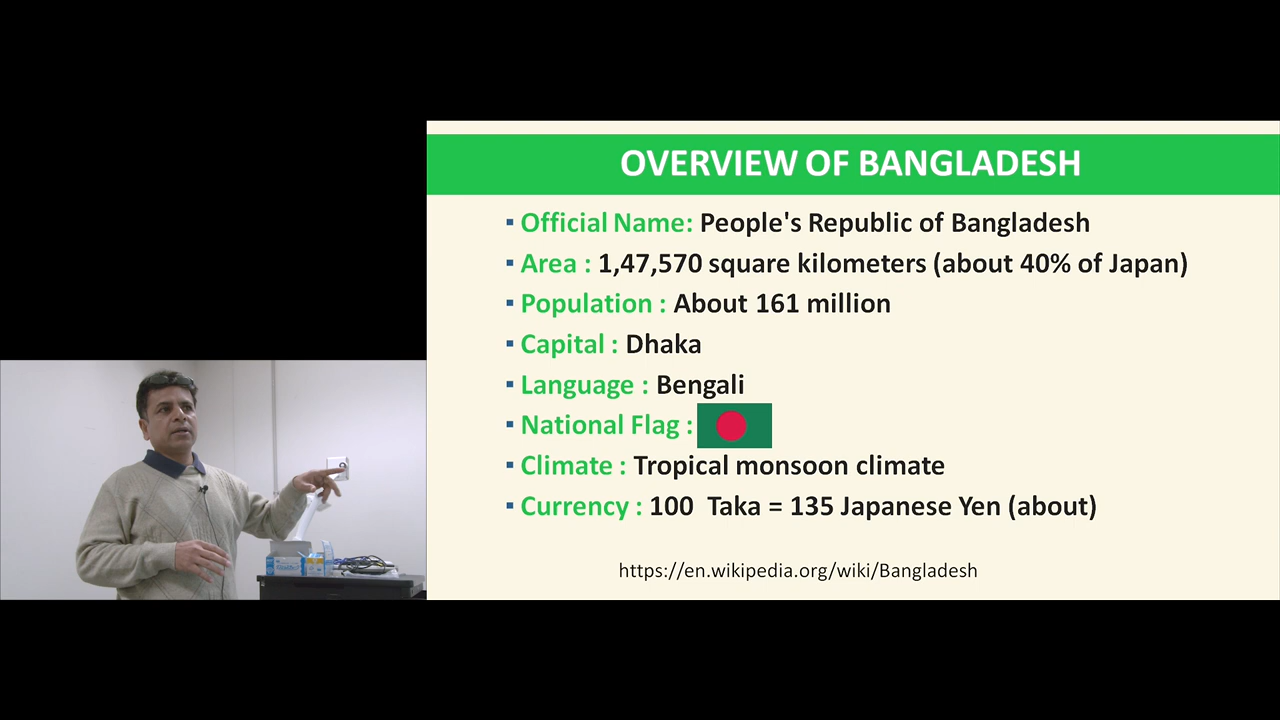 OVERVIEW OF BANGLADESH
▪ Official Name: People's Republic of Bangladesh
▪ Area : 1,47,570 square kilometers (about 40% of Japan)
▪ Population : About 161 million
▪ Capital : Dhaka
▪ Language : Bengali
▪ National Flag :
▪ Climate : Tropical monsoon climate
▪ Currency : 100  Taka = 135 Japanese Yen (about)
https://en.wikipedia.org/wiki/Bangladesh